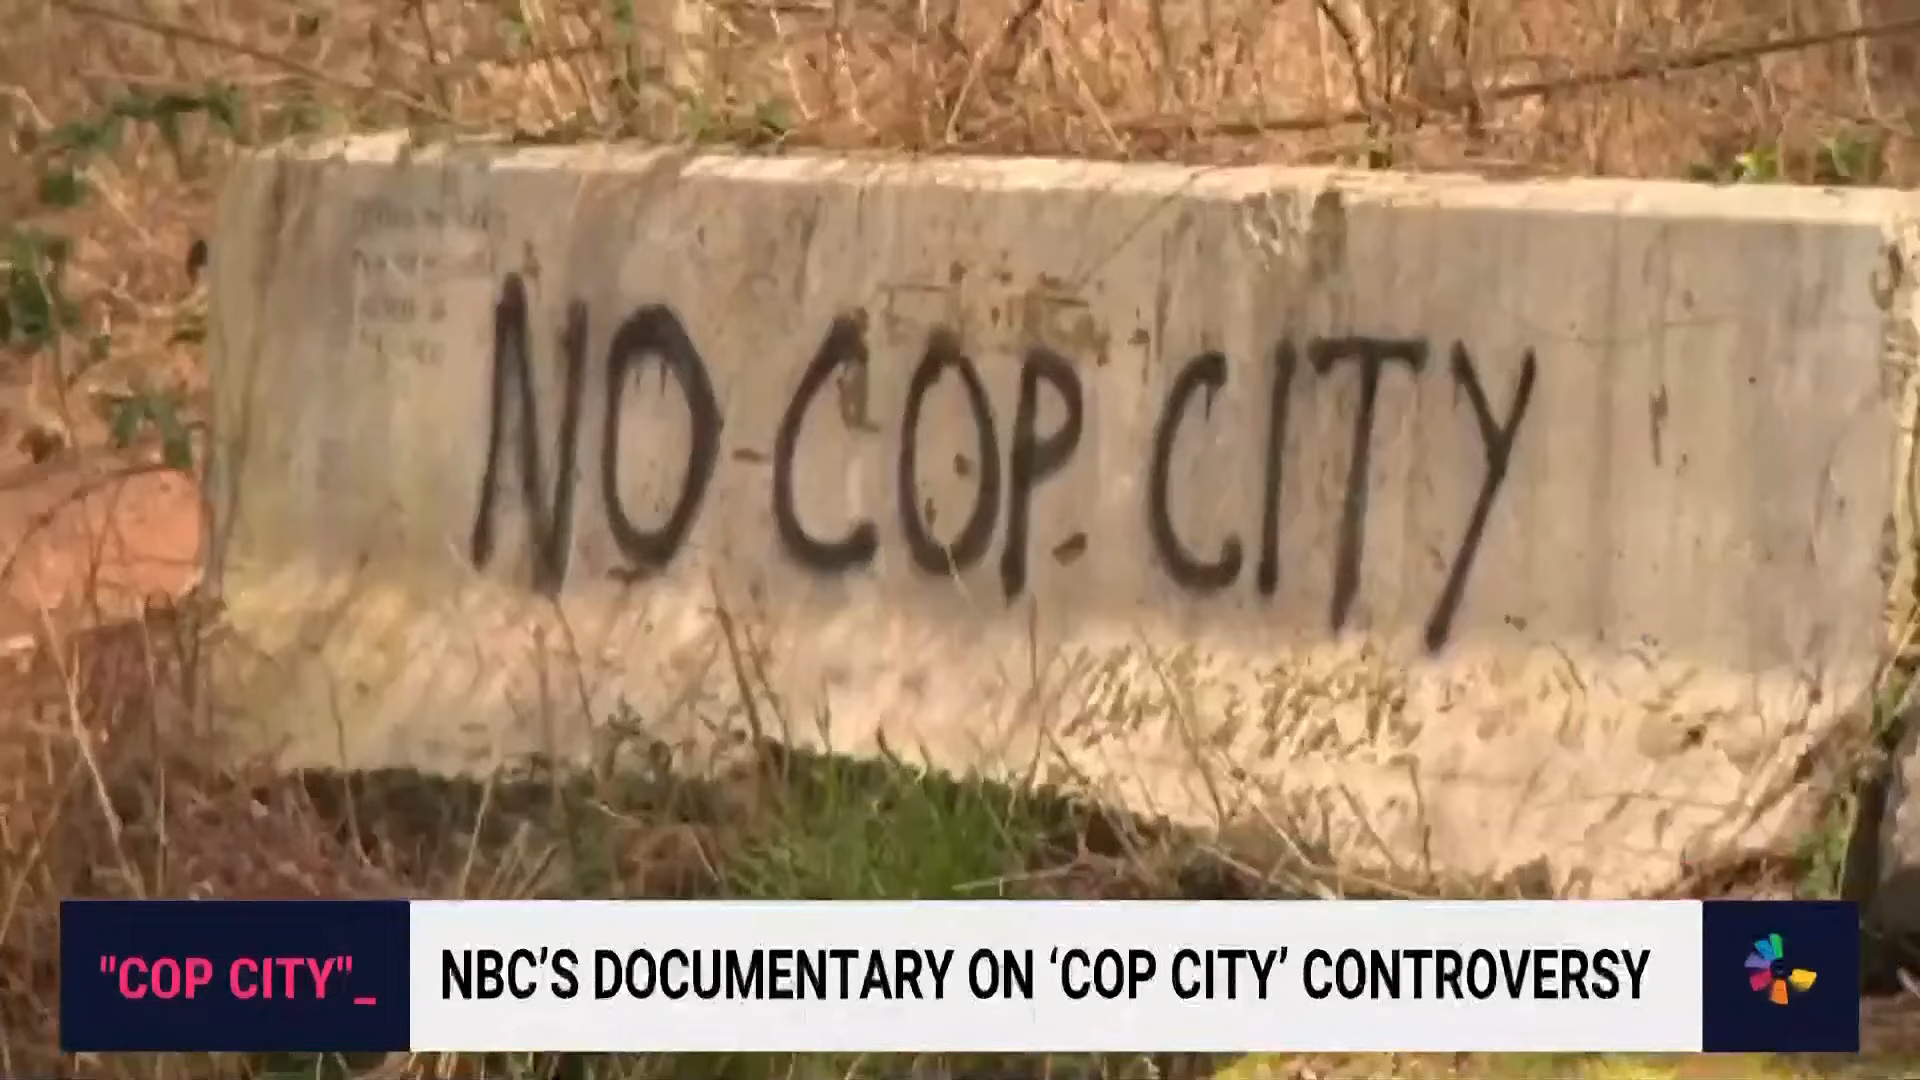 NO COP CITY
"COP CITY"_
NBC'S DOCUMENTARY ON ‘COP CITY’ CONTROVERSY